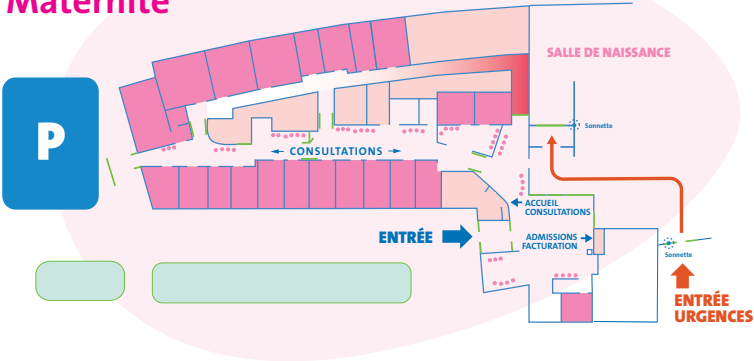 Maternité
SALLE DE NAISSANCE
P
Sonnette
CONSULTATIONS
ACCUEIL
CONSULTATIONS
ENTRÉE
ADMISSIONS
FACTURATION
Sonnette
ENTRÉE
URGENCES